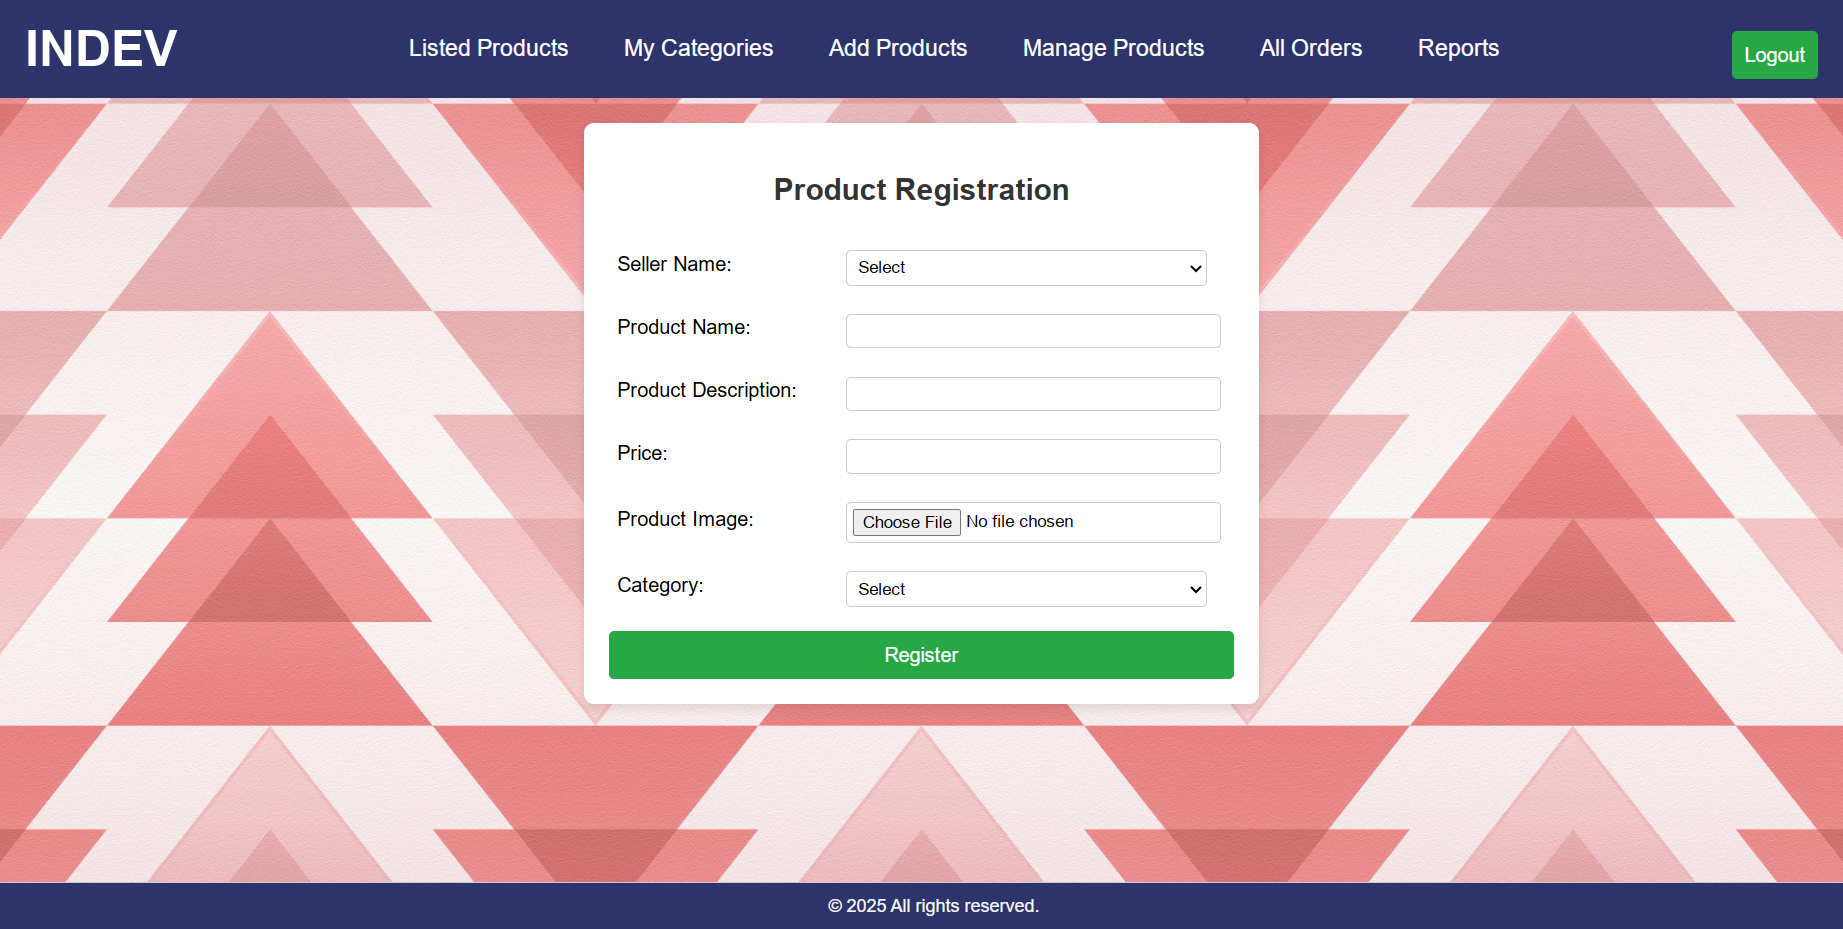 INDEV
Listed Products
My Categories
Add Products
Manage Products
All Orders
Reports
Logout
Product Registration
Seller Name:
Select
Product Name:
Product Description:
Price:
Product Image:
Choose File No file chosen
Category:
Select
Register
© 2025 All rights reserved.